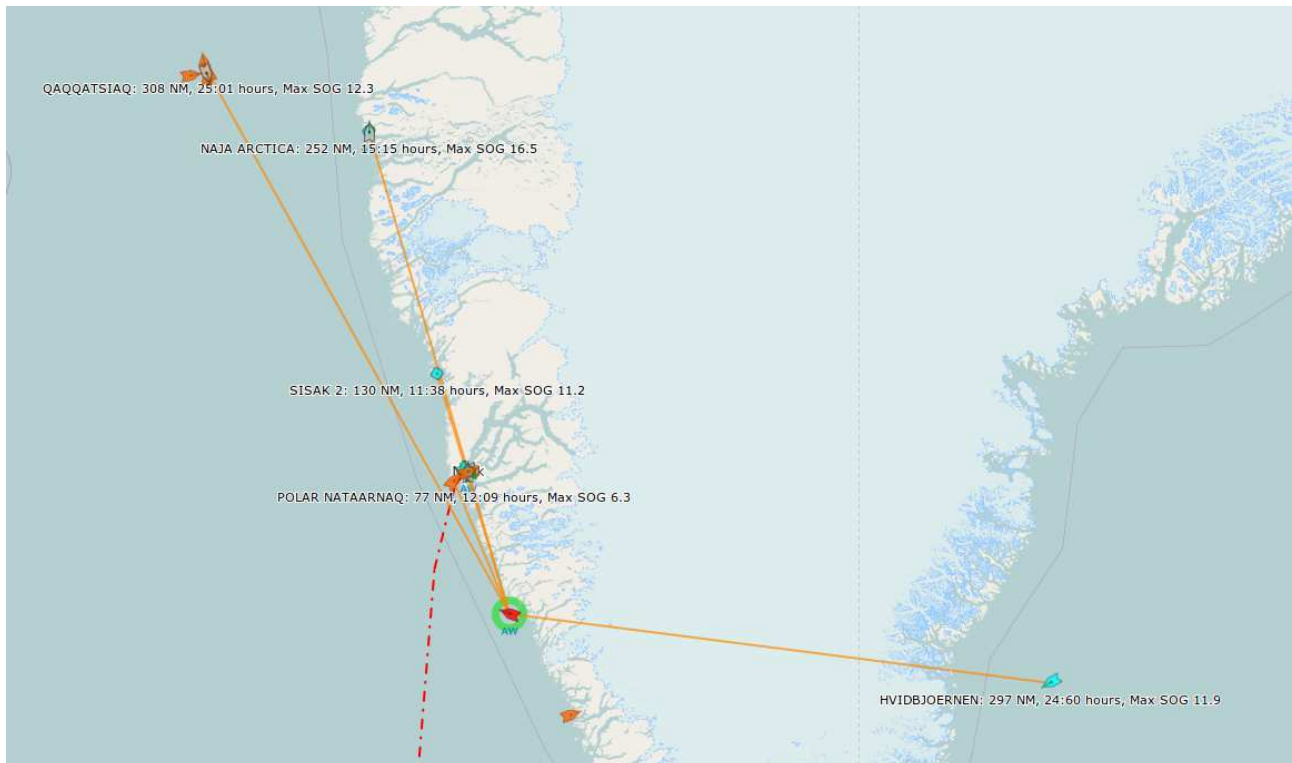 QAQQATSIAQ: 308 NM, 25:01 hours, Max SOG 12.3
NAJA ARCTICA: 252 NM, 15:15 hours, Max SOG 16.5
SISAK 2: 130 NM, 11:38 hours, Max SOG 11.2
POLAR NATAARNAQ: 77 NM, 12:09 hours, Max SOG 6.3
AW
HVIDBJOERNEN: 297 NM, 24:60 hours, Max SOG 11.9